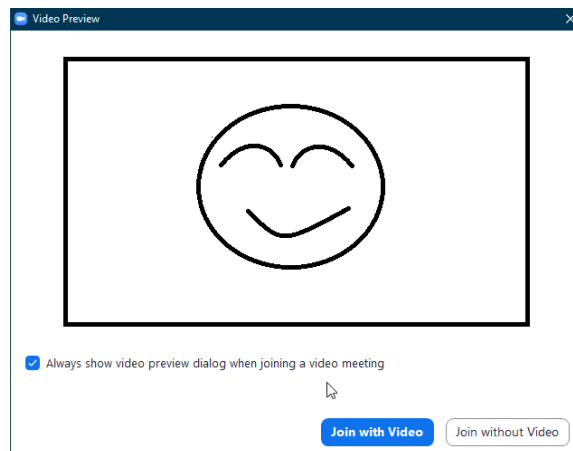 Video Preview
Always show video preview dialog when joining a video meeting
Join with Video
Join without Video